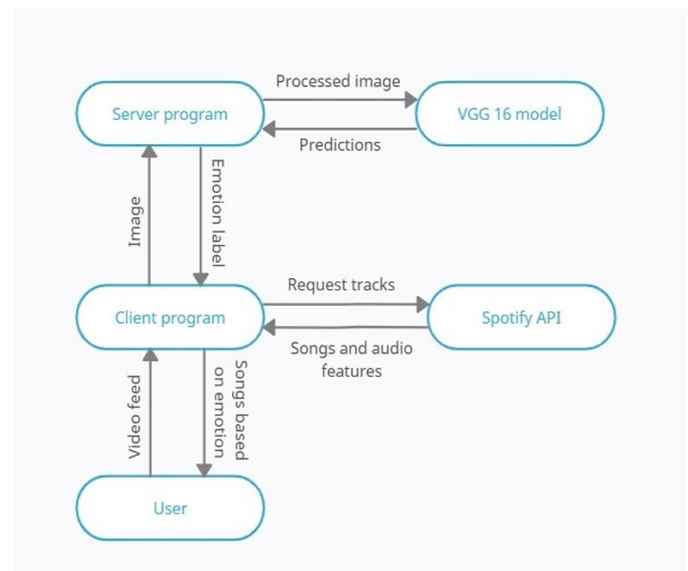 Processed image
Server program
VGG 16 model
Predictions
Image
Emotion label
Request tracks
Client program
Spotify API
Songs and audio
features
Video feed
Songs based
on emotion
User